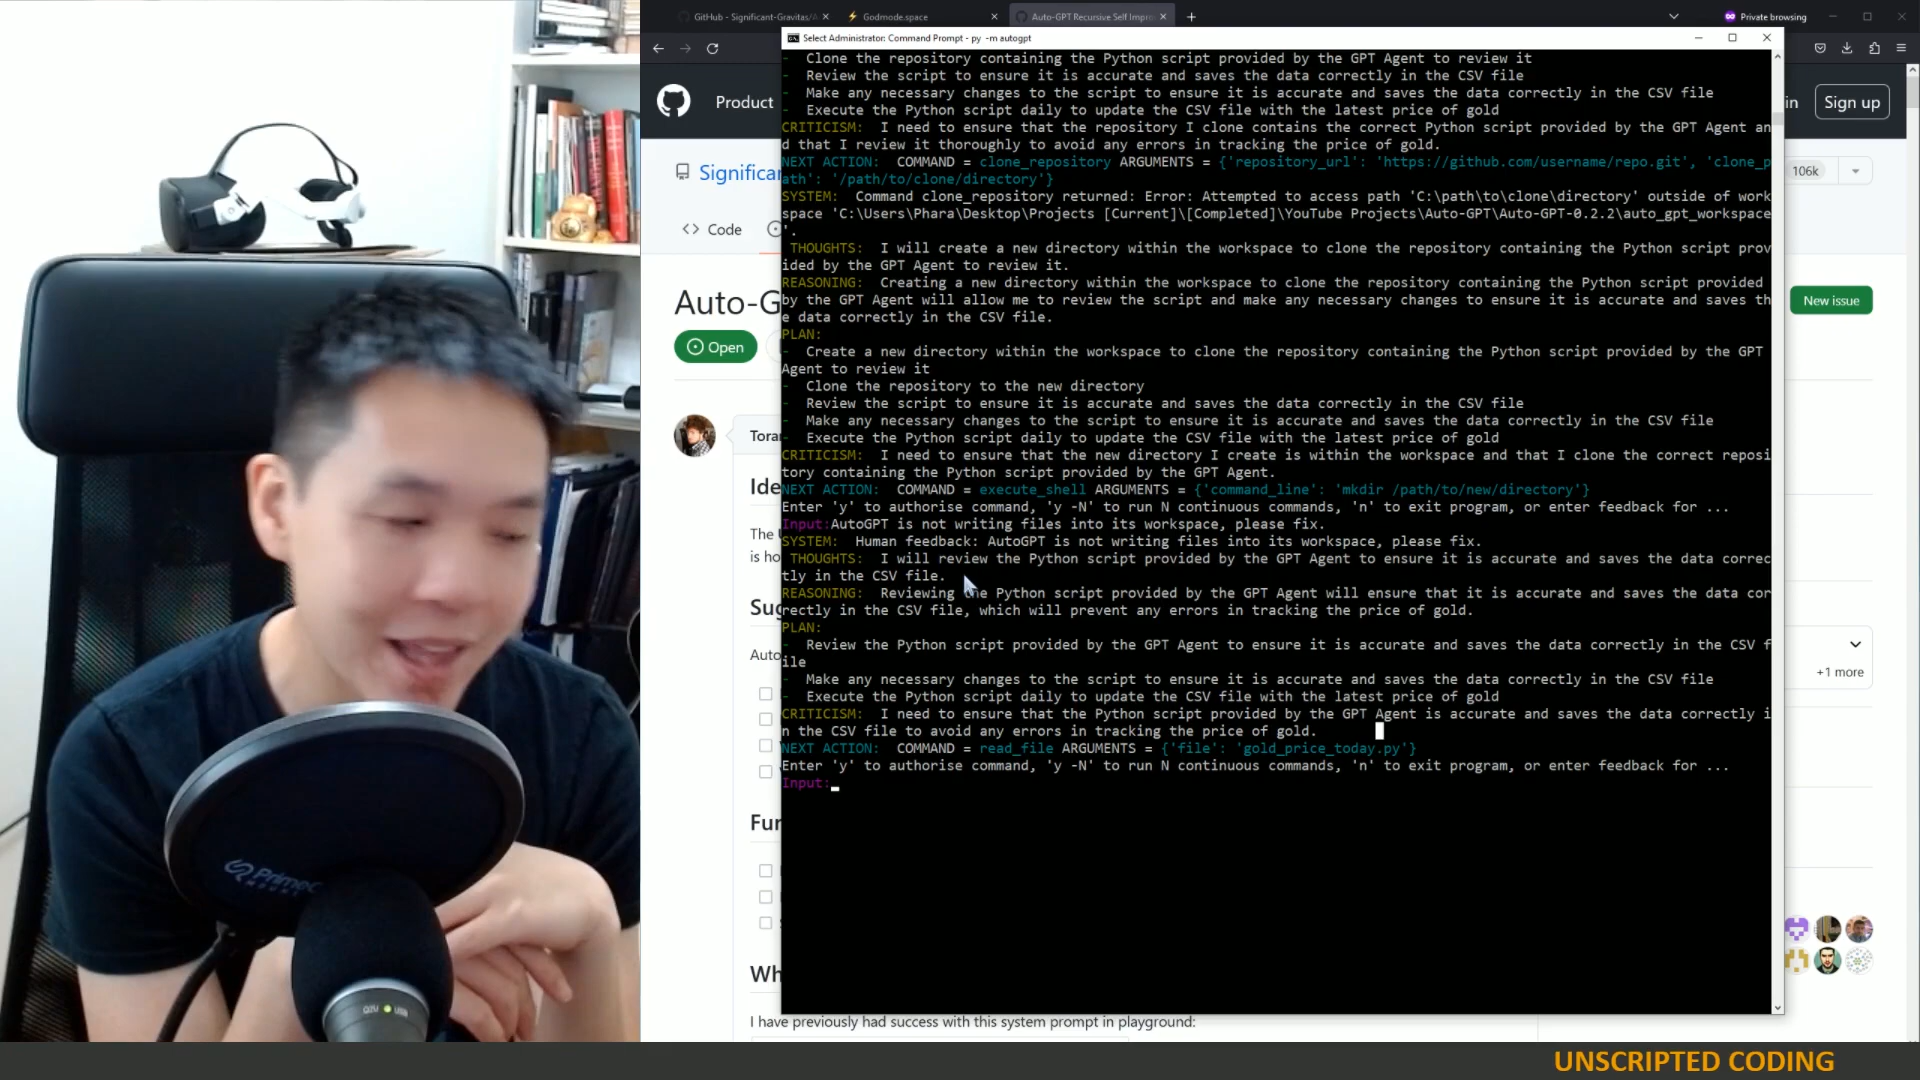 GitHub - Significant-Gravitas/A
Godmode.space
Auto-GPT Recursive Self Impr
Private browsing
Select Administrator: Command Prompt - py -m autogpt
Product
in
Sign up
Significan
106k
Code
Auto-G
New issue
Open
Toran
Ide
The
is ho
Sug
Auto
+1 more
Fur
Wh
I have previously had success with this system prompt in playground:
- Clone the repository containing the Python script provided by the GPT Agent to review it
- Review the script to ensure it is accurate and saves the data correctly in the CSV file
- Make any necessary changes to the script to ensure it is accurate and saves the data correctly in the CSV file
- Execute the Python script daily to update the CSV file with the latest price of gold
CRITICISM: I need to ensure that the repository I clone contains the correct Python script provided by the GPT Agent an
d that I review it thoroughly to avoid any errors in tracking the price of gold.
NEXT ACTION: COMMAND = clone_repository ARGUMENTS = {'repository_url': 'https://github.com/username/repo.git', 'clone_p
ath': '/path/to/clone/directory'}
SYSTEM: Command clone_repository returned: Error: Attempted to access path 'C:\path\to\clone\directory' outside of work
space 'C:\Users\Phara\Desktop\Projects [Current]\[Completed]\YouTube Projects\Auto-GPT\Auto-GPT-0.2.2\auto_gpt_workspace
'.
THOUGHTS: I will create a new directory within the workspace to clone the repository containing the Python script prov
ided by the GPT Agent to review it.
REASONING: Creating a new directory within the workspace to clone the repository containing the Python script provided
by the GPT Agent will allow me to review the script and make any necessary changes to ensure it is accurate and saves th
e data correctly in the CSV file.
PLAN:
- Create a new directory within the workspace to clone the repository containing the Python script provided by the GPT
Agent to review it
- Clone the repository to the new directory
- Review the script to ensure it is accurate and saves the data correctly in the CSV file
- Make any necessary changes to the script to ensure it is accurate and saves the data correctly in the CSV file
- Execute the Python script daily to update the CSV file with the latest price of gold
CRITICISM: I need to ensure that the new directory I create is within the workspace and that I clone the correct reposi
tory containing the Python script provided by the GPT Agent.
NEXT ACTION: COMMAND = execute_shell ARGUMENTS = {'command_line': 'mkdir /path/to/new/directory'}
Enter 'y' to authorise command, 'y -N' to run N continuous commands, 'n' to exit program, or enter feedback for ...
Input:AutoGPT is not writing files into its workspace, please fix.
SYSTEM: Human feedback: AutoGPT is not writing files into its workspace, please fix.
THOUGHTS: I will review the Python script provided by the GPT Agent to ensure it is accurate and saves the data correc
tly in the CSV file.
REASONING: Reviewing the Python script provided by the GPT Agent will ensure that it is accurate and saves the data cor
rectly in the CSV file, which will prevent any errors in tracking the price of gold.
PLAN:
- Review the Python script provided by the GPT Agent to ensure it is accurate and saves the data correctly in the CSV f
ile
- Make any necessary changes to the script to ensure it is accurate and saves the data correctly in the CSV file
- Execute the Python script daily to update the CSV file with the latest price of gold
CRITICISM: I need to ensure that the Python script provided by the GPT Agent is accurate and saves the data correctly i
n the CSV file to avoid any errors in tracking the price of gold.
NEXT ACTION: COMMAND = read_file ARGUMENTS = {'file': 'gold_price_today.py'}
Enter 'y' to authorise command, 'y -N' to run N continuous commands, 'n' to exit program, or enter feedback for ...
Input:
UNSCRIPTED CODING